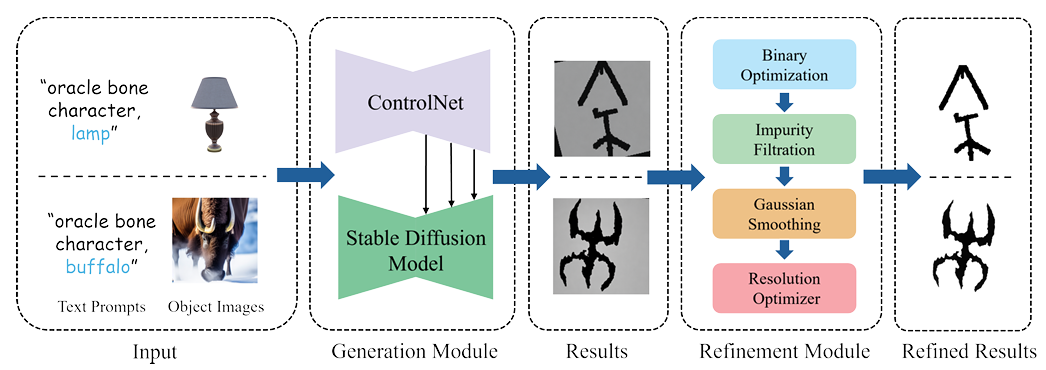 “oracle bone
character,
lamp”
“oracle bone
character,
buffalo”
Text Prompts
Object Images
Input
ControlNet
Stable Diffusion
Model
Generation Module
Results
Binary
Optimization
Impurity
Filtration
Gaussian
Smoothing
Resolution
Optimizer
Refinement Module
Refined Results